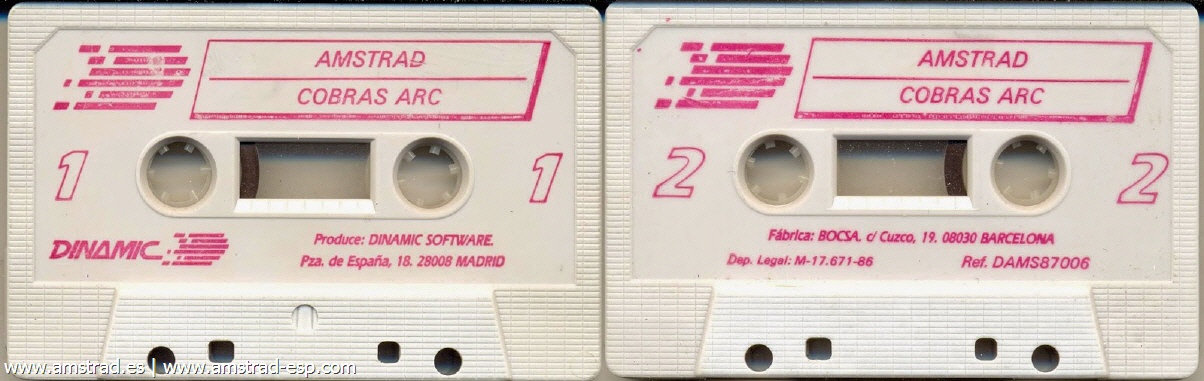 AMSTRAD
COBRAS ARC
1
1
DINAMIC
Produce: DINAMIC SOFTWARE.
Pza. de España, 18. 28008 MADRID
AMSTRAD
COBRAS ARC
2
2
Fábrica: BOCSA. c/ Cuzco, 19. 08030 BARCELONA
Dep. Legal: M-17.671-86
Ref. DAMS87006
www.amstrad.es | www.amstrad-esp.com